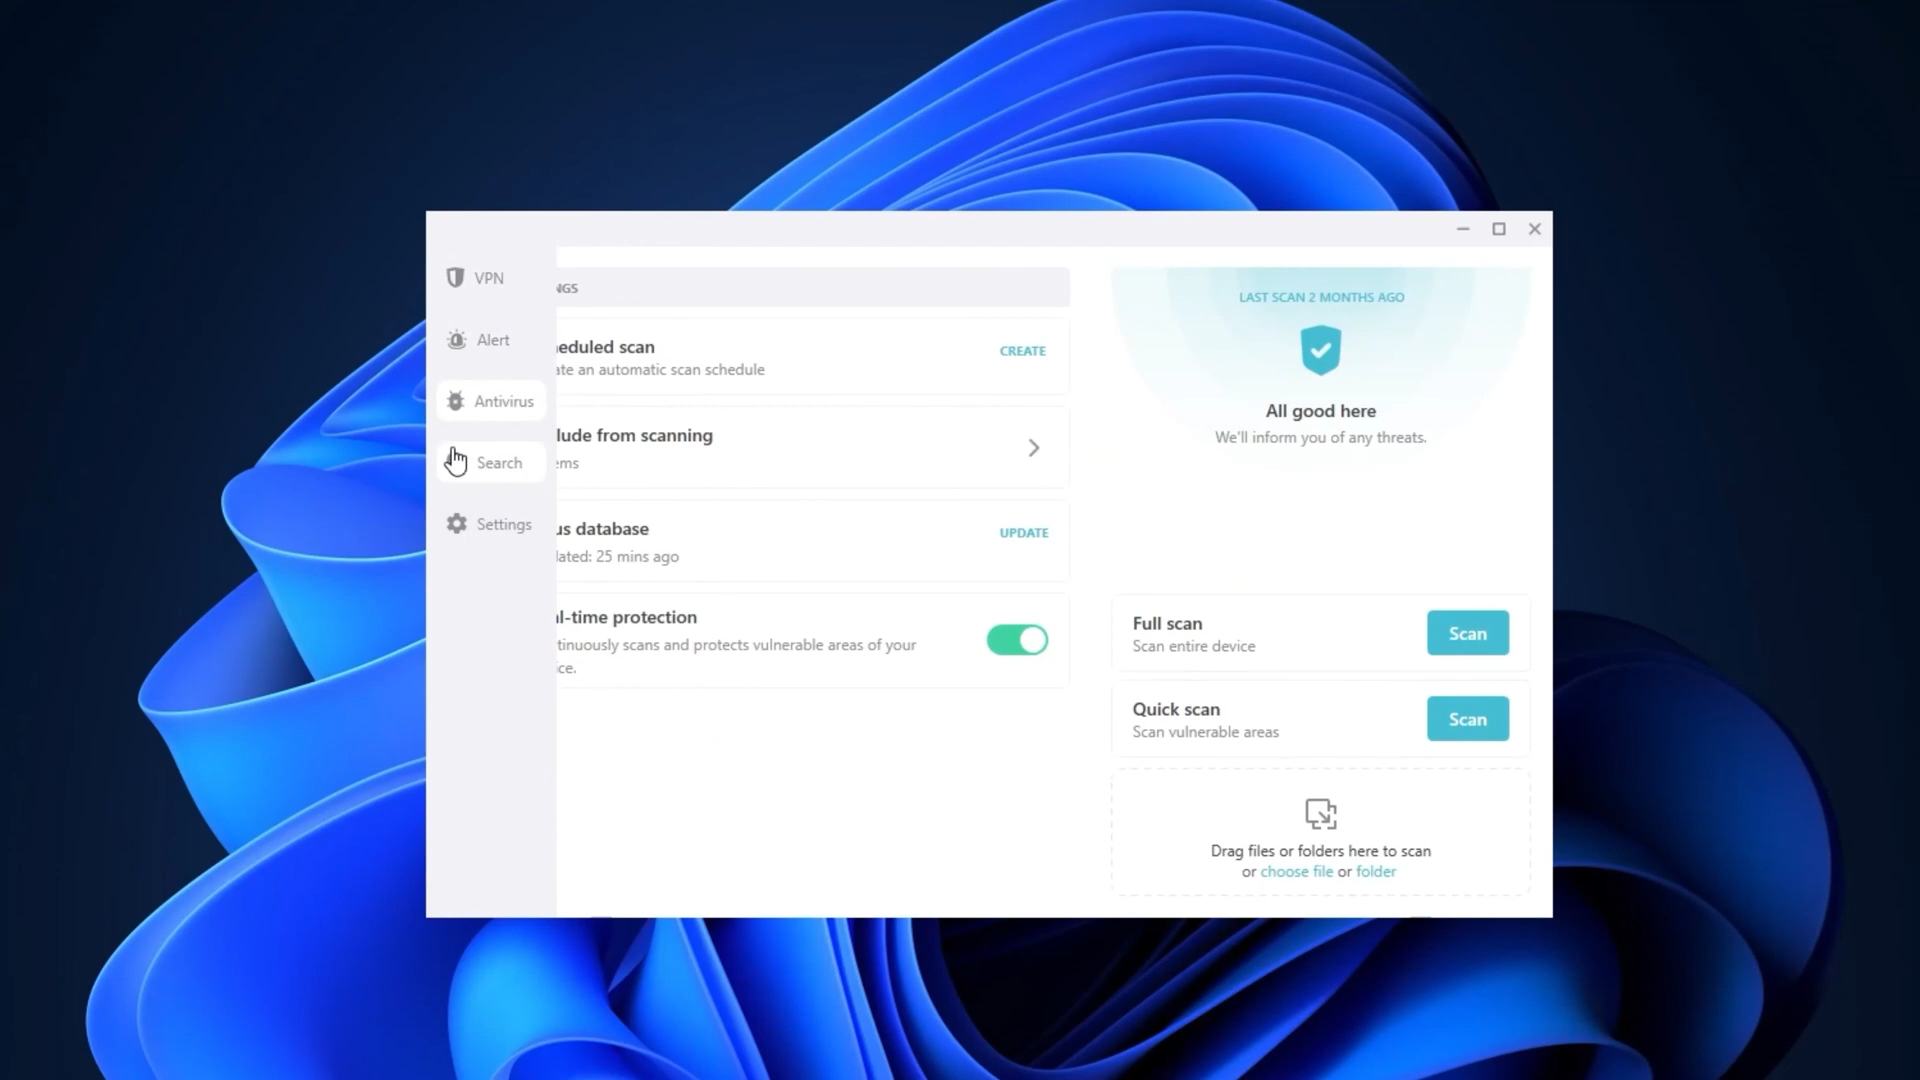 VPN
Alert
Antivirus
Search
Settings
NGS
eduled scan
ate an automatic scan schedule
CREATE
lude from scanning
ems
us database
lated: 25 mins ago
UPDATE
l-time protection
tinuously scans and protects vulnerable areas of your
ice.
LAST SCAN 2 MONTHS AGO
All good here
We'll inform you of any threats.
Full scan
Scan entire device
Scan
Quick scan
Scan vulnerable areas
Scan
Drag files or folders here to scan
or choose file or folder